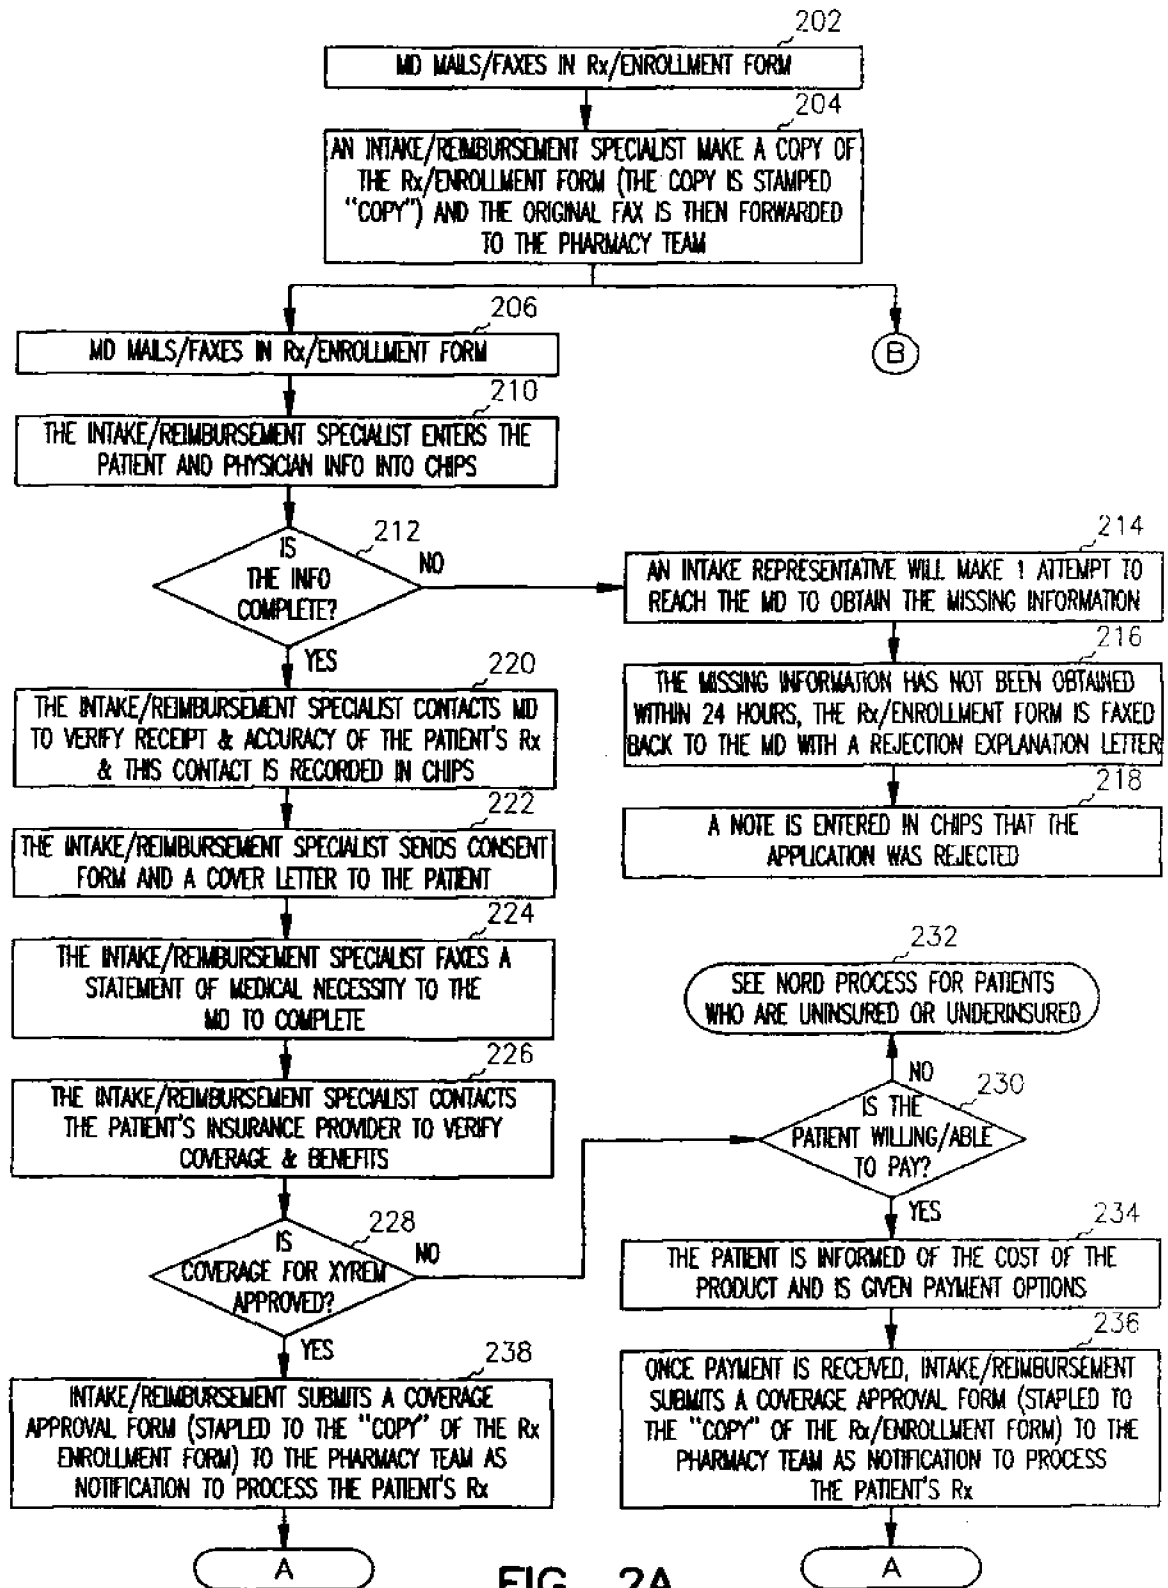 202
MD MAILS/FAXES IN Rx/ENROLLMENT FORM
204
AN INTAKE/REIMBURSEMENT SPECIALIST MAKE A COPY OF
THE Rx/ENROLLMENT FORM (THE COPY IS STAMPED
"COPY") AND THE ORIGINAL FAX IS THEN FORWARDED
TO THE PHARMACY TEAM
206
MD MAILS/FAXES IN Rx/ENROLLMENT FORM
B
210
THE INTAKE/REIMBURSEMENT SPECIALIST ENTERS THE
PATIENT AND PHYSICIAN INFO INTO CHIPS
212
IS
THE INFO
COMPLETE?
NO
YES
214
AN INTAKE REPRESENTATIVE WILL MAKE 1 ATTEMPT TO
REACH THE MD TO OBTAIN THE MISSING INFORMATION
216
THE MISSING INFORMATION HAS NOT BEEN OBTAINED
WITHIN 24 HOURS, THE Rx/ENROLLMENT FORM IS FAXED
BACK TO THE MD WITH A REJECTION EXPLANATION LETTER
218
A NOTE IS ENTERED IN CHIPS THAT THE
APPLICATION WAS REJECTED
220
THE INTAKE/REIMBURSEMENT SPECIALIST CONTACTS MD
TO VERIFY RECEIPT & ACCURACY OF THE PATIENT'S Rx
& THIS CONTACT IS RECORDED IN CHIPS
222
THE INTAKE/REIMBURSEMENT SPECIALIST SENDS CONSENT
FORM AND A COVER LETTER TO THE PATIENT
224
THE INTAKE/REIMBURSEMENT SPECIALIST FAXES A
STATEMENT OF MEDICAL NECESSITY TO THE
MD TO COMPLETE
226
THE INTAKE/REIMBURSEMENT SPECIALIST CONTACTS
THE PATIENT'S INSURANCE PROVIDER TO VERIFY
COVERAGE & BENEFITS
228
IS
COVERAGE FOR XYREM
APPROVED?
NO
YES
232
SEE NORD PROCESS FOR PATIENTS
WHO ARE UNINSURED OR UNDERINSURED
NO
230
IS THE
PATIENT WILLING/ABLE
TO PAY?
YES
234
THE PATIENT IS INFORMED OF THE COST OF THE
PRODUCT AND IS GIVEN PAYMENT OPTIONS
236
ONCE PAYMENT IS RECEIVED, INTAKE/REIMBURSEMENT
SUBMITS A COVERAGE APPROVAL FORM (STAPLED TO
THE "COPY" OF THE Rx/ENROLLMENT FORM) TO THE
PHARMACY TEAM AS NOTIFICATION TO PROCESS
THE PATIENT'S Rx
238
INTAKE/REIMBURSEMENT SUBMITS A COVERAGE
APPROVAL FORM (STAPLED TO THE "COPY" OF THE Rx
ENROLLMENT FORM) TO THE PHARMACY TEAM AS
NOTIFICATION TO PROCESS THE PATIENT'S Rx
A
A
FIG. 2A